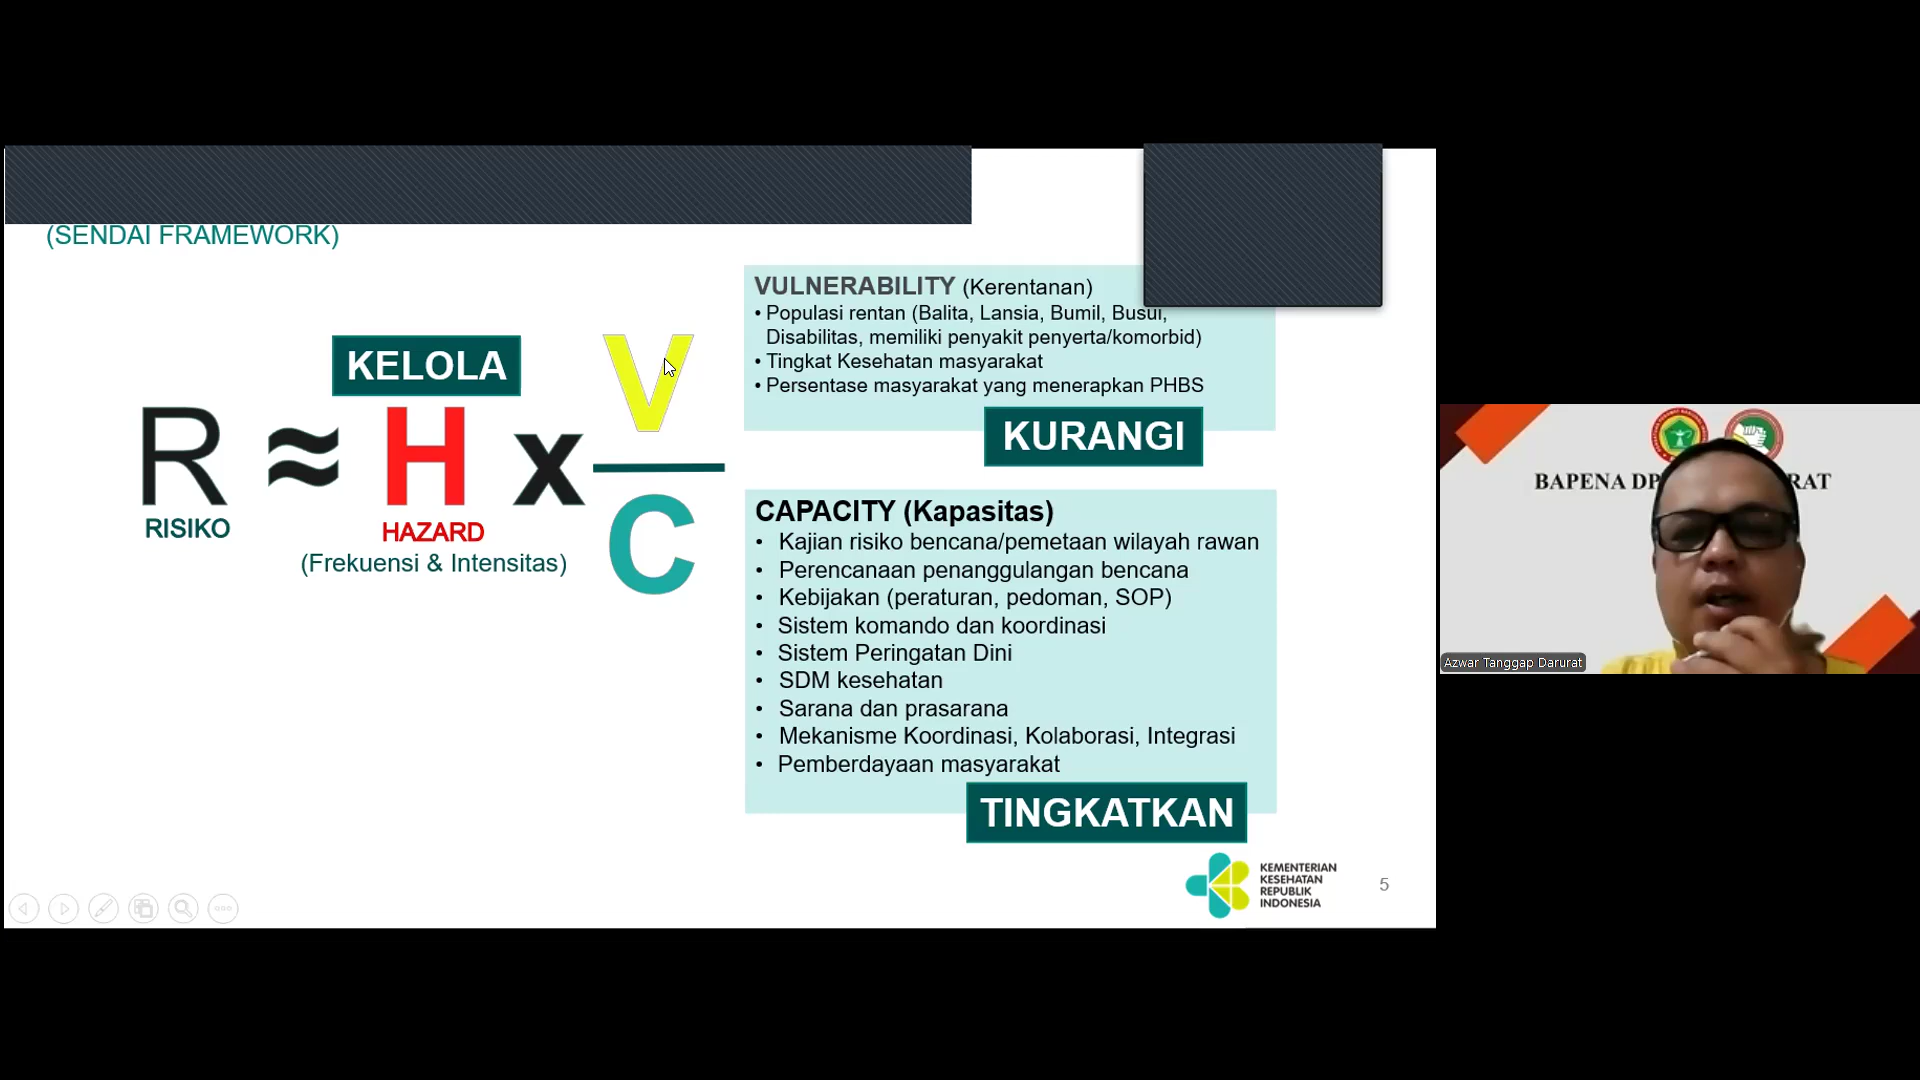 (SENDAI FRAMEWORK)
KELOLA
R ≈ H x V
C
RISIKO
HAZARD
(Frekuensi & Intensitas)
VULNERABILITY (Kerentanan)
• Populasi rentan (Balita, Lansia, Bumil, Busui,
Disabilitas, memiliki penyakit penyerta/komorbid)
• Tingkat Kesehatan masyarakat
• Persentase masyarakat yang menerapkan PHBS
KURANGI
CAPACITY (Kapasitas)
• Kajian risiko bencana/pemetaan wilayah rawan
• Perencanaan penanggulangan bencana
• Kebijakan (peraturan, pedoman, SOP)
• Sistem komando dan koordinasi
• Sistem Peringatan Dini
• SDM kesehatan
• Sarana dan prasarana
• Mekanisme Koordinasi, Kolaborasi, Integrasi
• Pemberdayaan masyarakat
TINGKATKAN
KEMENTERIAN
KESEHATAN
REPUBLIK
INDONESIA
5
BAPENA DP RAT
Azwar Tanggap Darurat